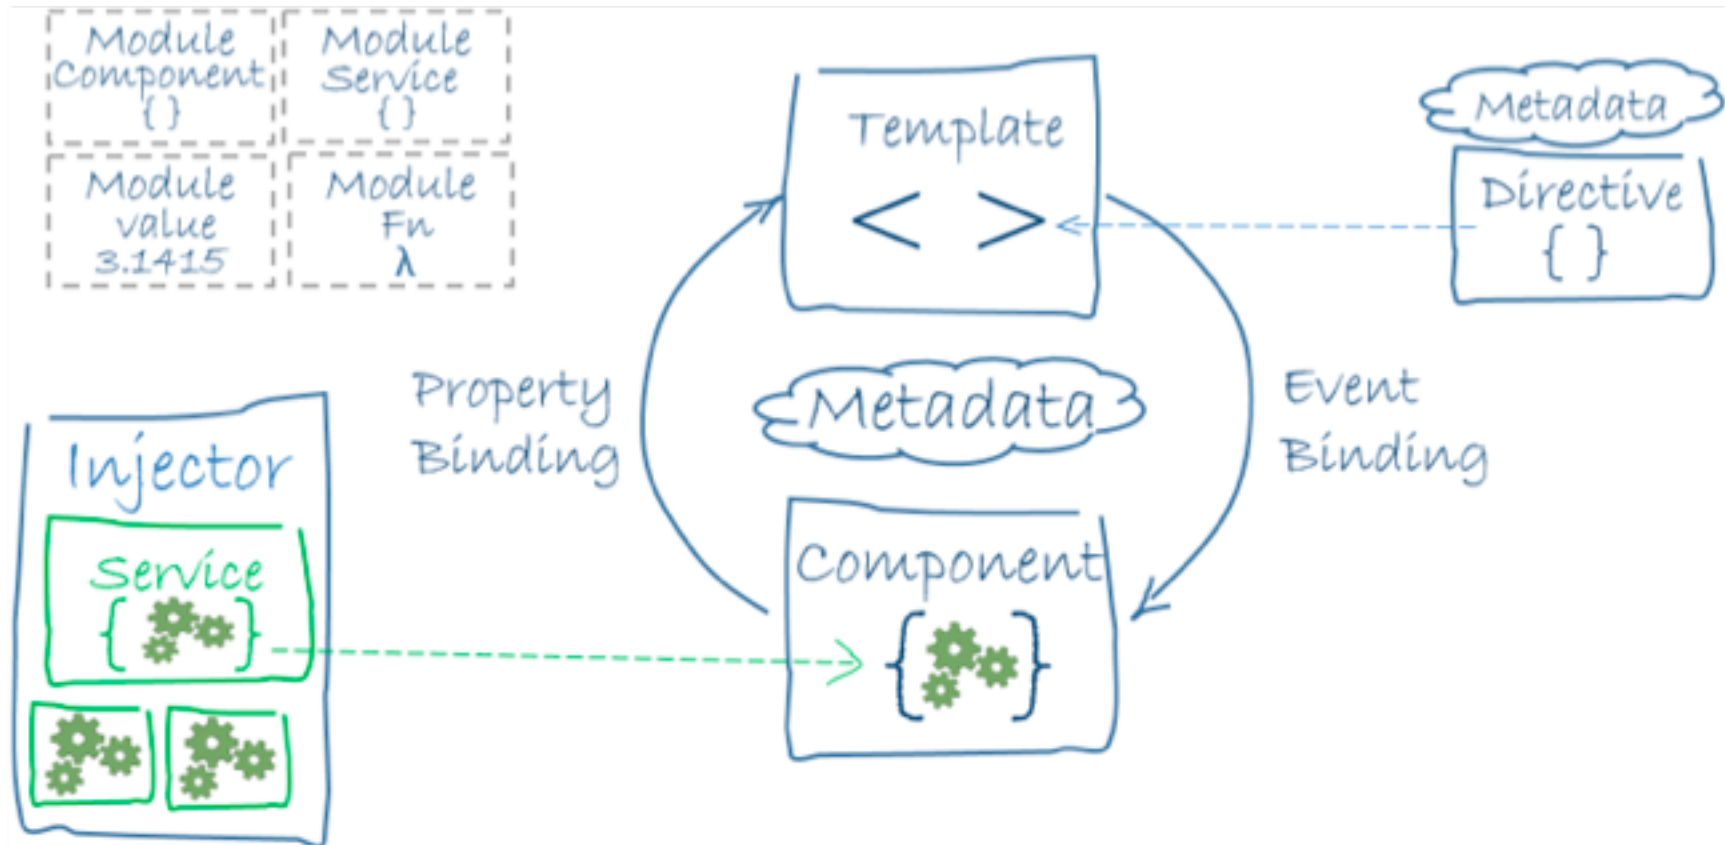 Module
Component
{ }
Module
Service
{ }
Module
value
3.1415
Module
Fn
λ
Template
< >
Metadata
Directive
{ }
Property
Binding
Metadata
Event
Binding
Injector
Service
{ }
Component
{ }